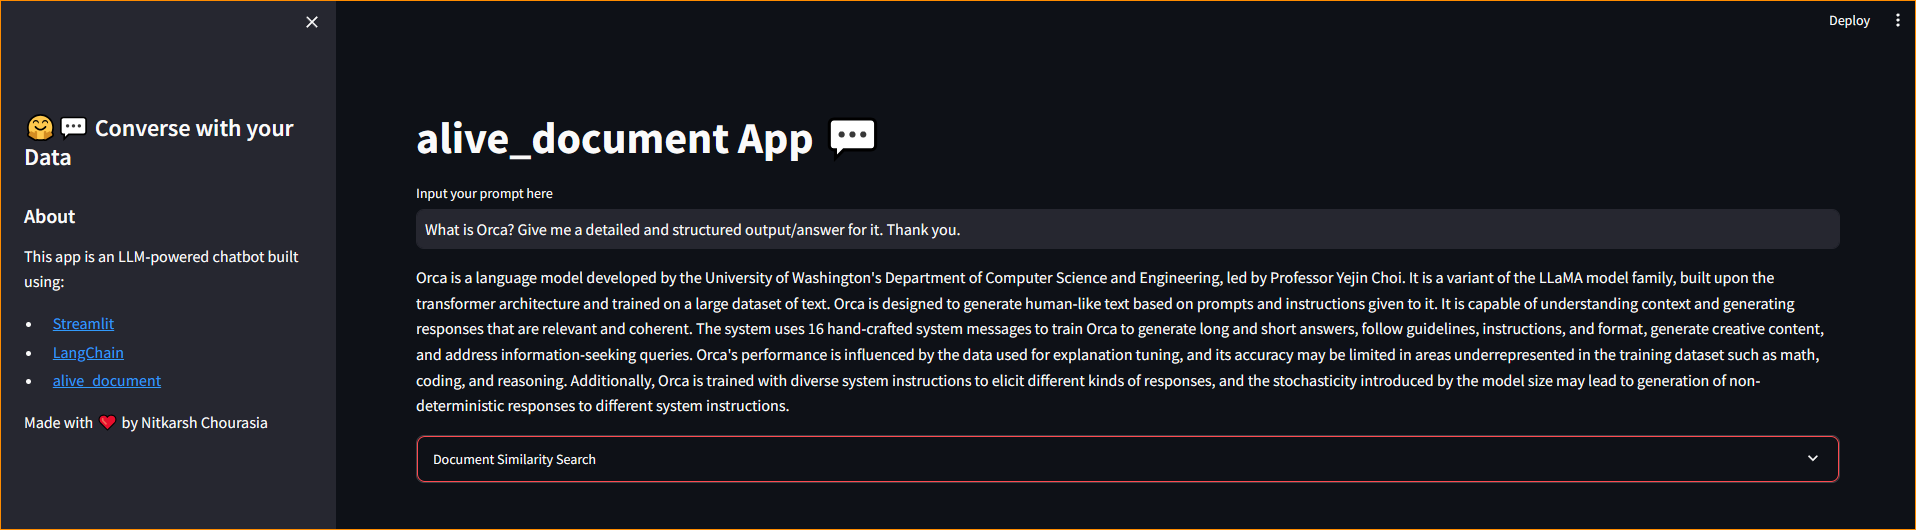 Deploy
🤗💬 Converse with your
Data
About
This app is an LLM-powered chatbot built
using:
• Streamlit
• LangChain
• alive_document
Made with ❤️ by Nitkarsh Chourasia
alive_document App 💬
Input your prompt here
What is Orca? Give me a detailed and structured output/answer for it. Thank you.
Orca is a language model developed by the University of Washington's Department of Computer Science and Engineering, led by Professor Yejin Choi. It is a variant of the LLaMA model family, built upon the
transformer architecture and trained on a large dataset of text. Orca is designed to generate human-like text based on prompts and instructions given to it. It is capable of understanding context and generating
responses that are relevant and coherent. The system uses 16 hand-crafted system messages to train Orca to generate long and short answers, follow guidelines, instructions, and format, generate creative content,
and address information-seeking queries. Orca's performance is influenced by the data used for explanation tuning, and its accuracy may be limited in areas underrepresented in the training dataset such as math,
coding, and reasoning. Additionally, Orca is trained with diverse system instructions to elicit different kinds of responses, and the stochasticity introduced by the model size may lead to generation of non-
deterministic responses to different system instructions.
Document Similarity Search